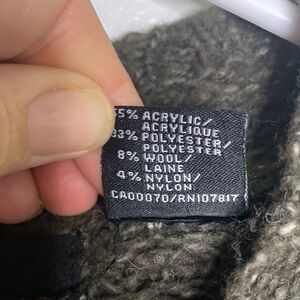 55% ACRYLIC/
ACRYLIQUE
33% POLYESTER/
POLYESTER
8% WOOL/
LAINE
4% NYLON/
NYLON
CA00070/RN107817